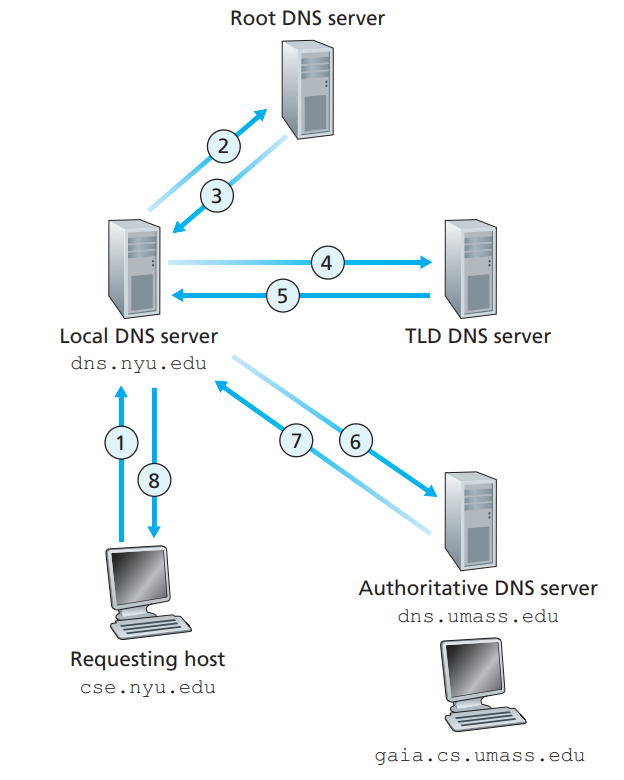 Root DNS server
2
3
4
5
Local DNS server
dns.nyu.edu
TLD DNS server
1
8
7
6
Authoritative DNS server
dns.umass.edu
Requesting host
cse.nyu.edu
gaia.cs.umass.edu